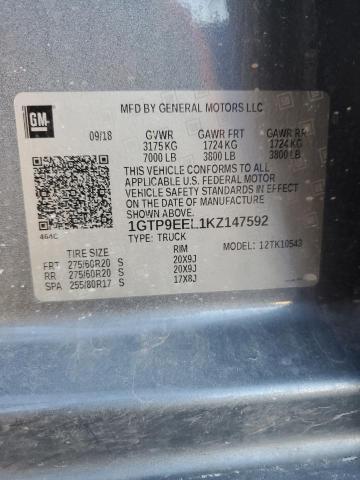 GM
MFD BY GENERAL MOTORS LLC
09/18 GVWR GAWR FRT GAWR RR
3175 KG 1724 KG 1724 KG
7000 LB 3800 LB 3800 LB
THIS VEHICLE CONFORMS TO ALL
APPLICABLE U.S. FEDERAL MOTOR
VEHICLE SAFETY STANDARDS IN EFFECT
ON THE DATE OF MANUFACTURE
SHOWN ABOVE.
464C
1GTP9EEL1KZ147592
TYPE: TRUCK MODEL: 12TK10543
TIRE SIZE RIM
FRT 275/60R20 S 20X9J
RR 275/60R20 S 20X9J
SPA 255/80R17 S 17X8J